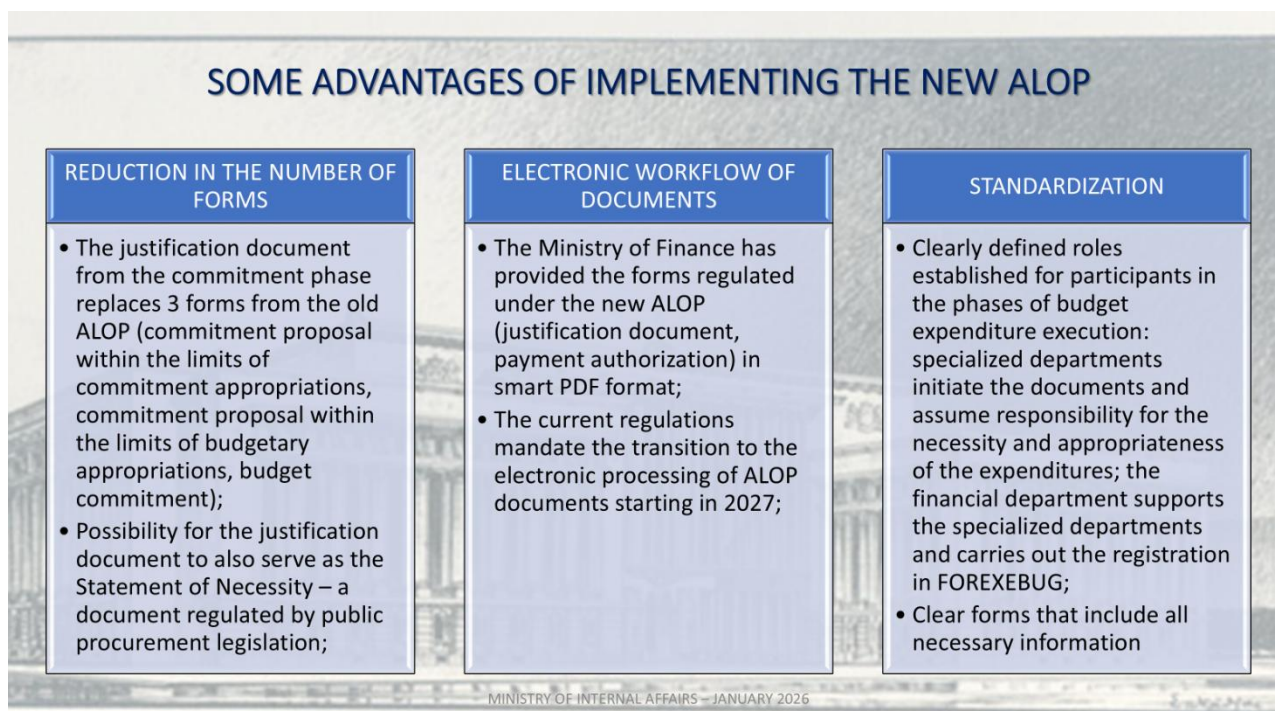 SOME ADVANTAGES OF IMPLEMENTING THE NEW ALOP
REDUCTION IN THE NUMBER OF
FORMS
• The justification document
from the commitment phase
replaces 3 forms from the old
ALOP (commitment proposal
within the limits of
commitment appropriations,
commitment proposal within
the limits of budgetary
appropriations, budget
commitment);
• Possibility for the justification
document to also serve as the
Statement of Necessity – a
document regulated by public
procurement legislation;
ELECTRONIC WORKFLOW OF
DOCUMENTS
• The Ministry of Finance has
provided the forms regulated
under the new ALOP
(justification document,
payment authorization) in
smart PDF format;
• The current regulations
mandate the transition to the
electronic processing of ALOP
documents starting in 2027;
STANDARDIZATION
• Clearly defined roles
established for participants in
the phases of budget
expenditure execution:
specialized departments
initiate the documents and
assume responsibility for the
necessity and appropriateness
of the expenditures; the
financial department supports
the specialized departments
and carries out the registration
in FOREXEBUG;
• Clear forms that include all
necessary information
MINISTRY OF INTERNAL AFFAIRS – JANUARY 2026